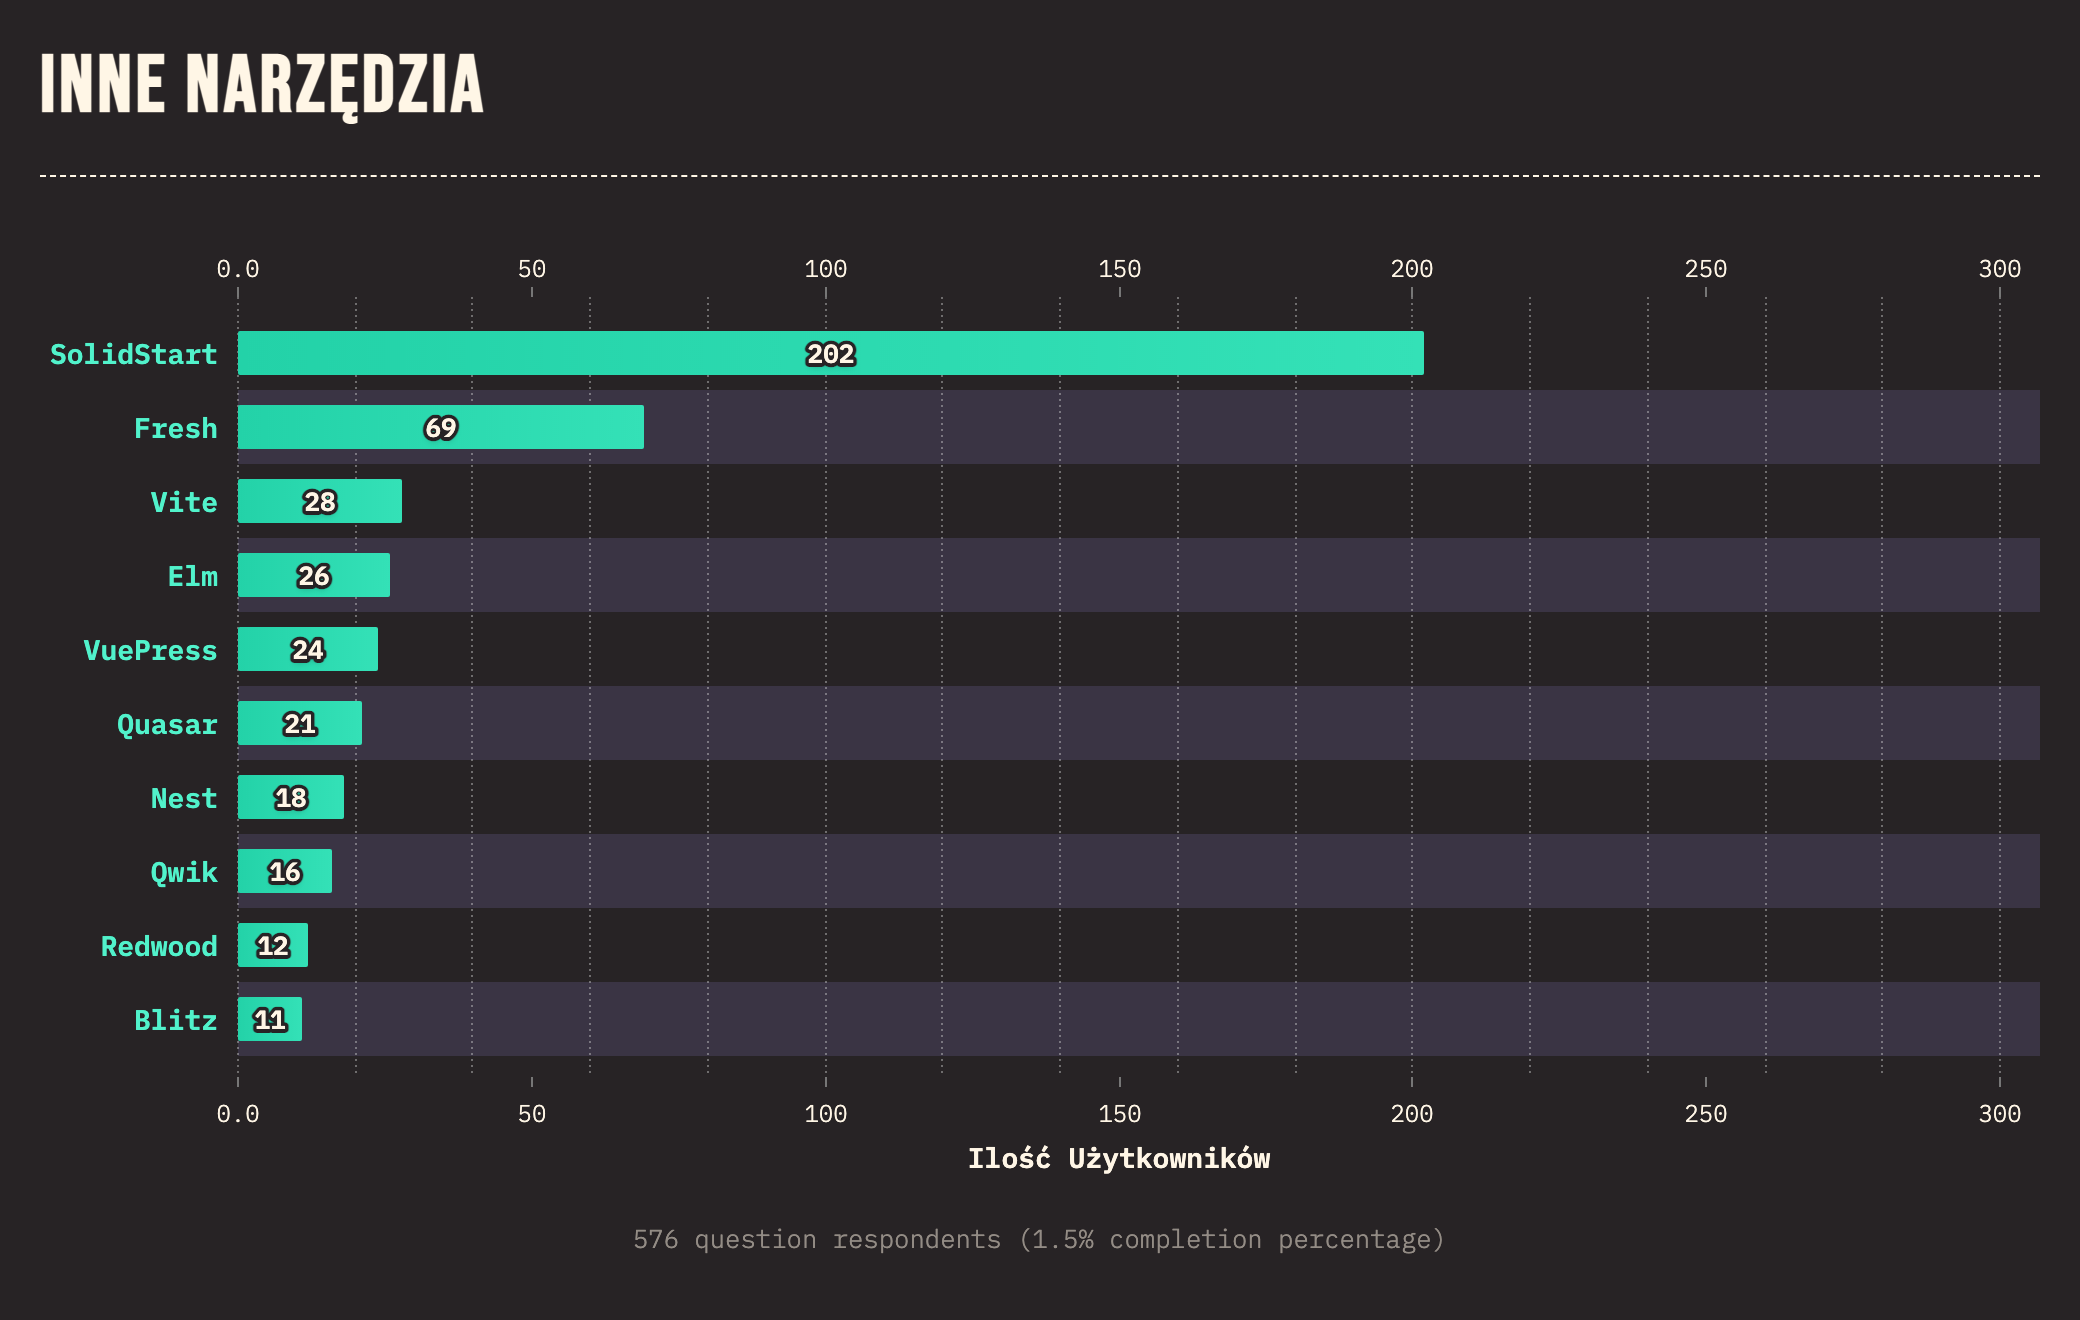 INNE NARZĘDZIA
0.0 50 100 150 200 250 300
SolidStart 202
Fresh 69
Vite 28
Elm 26
VuePress 24
Quasar 21
Nest 18
Qwik 16
Redwood 12
Blitz 11
0.0 50 100 150 200 250 300
Ilość Użytkowników
576 question respondents (1.5% completion percentage)